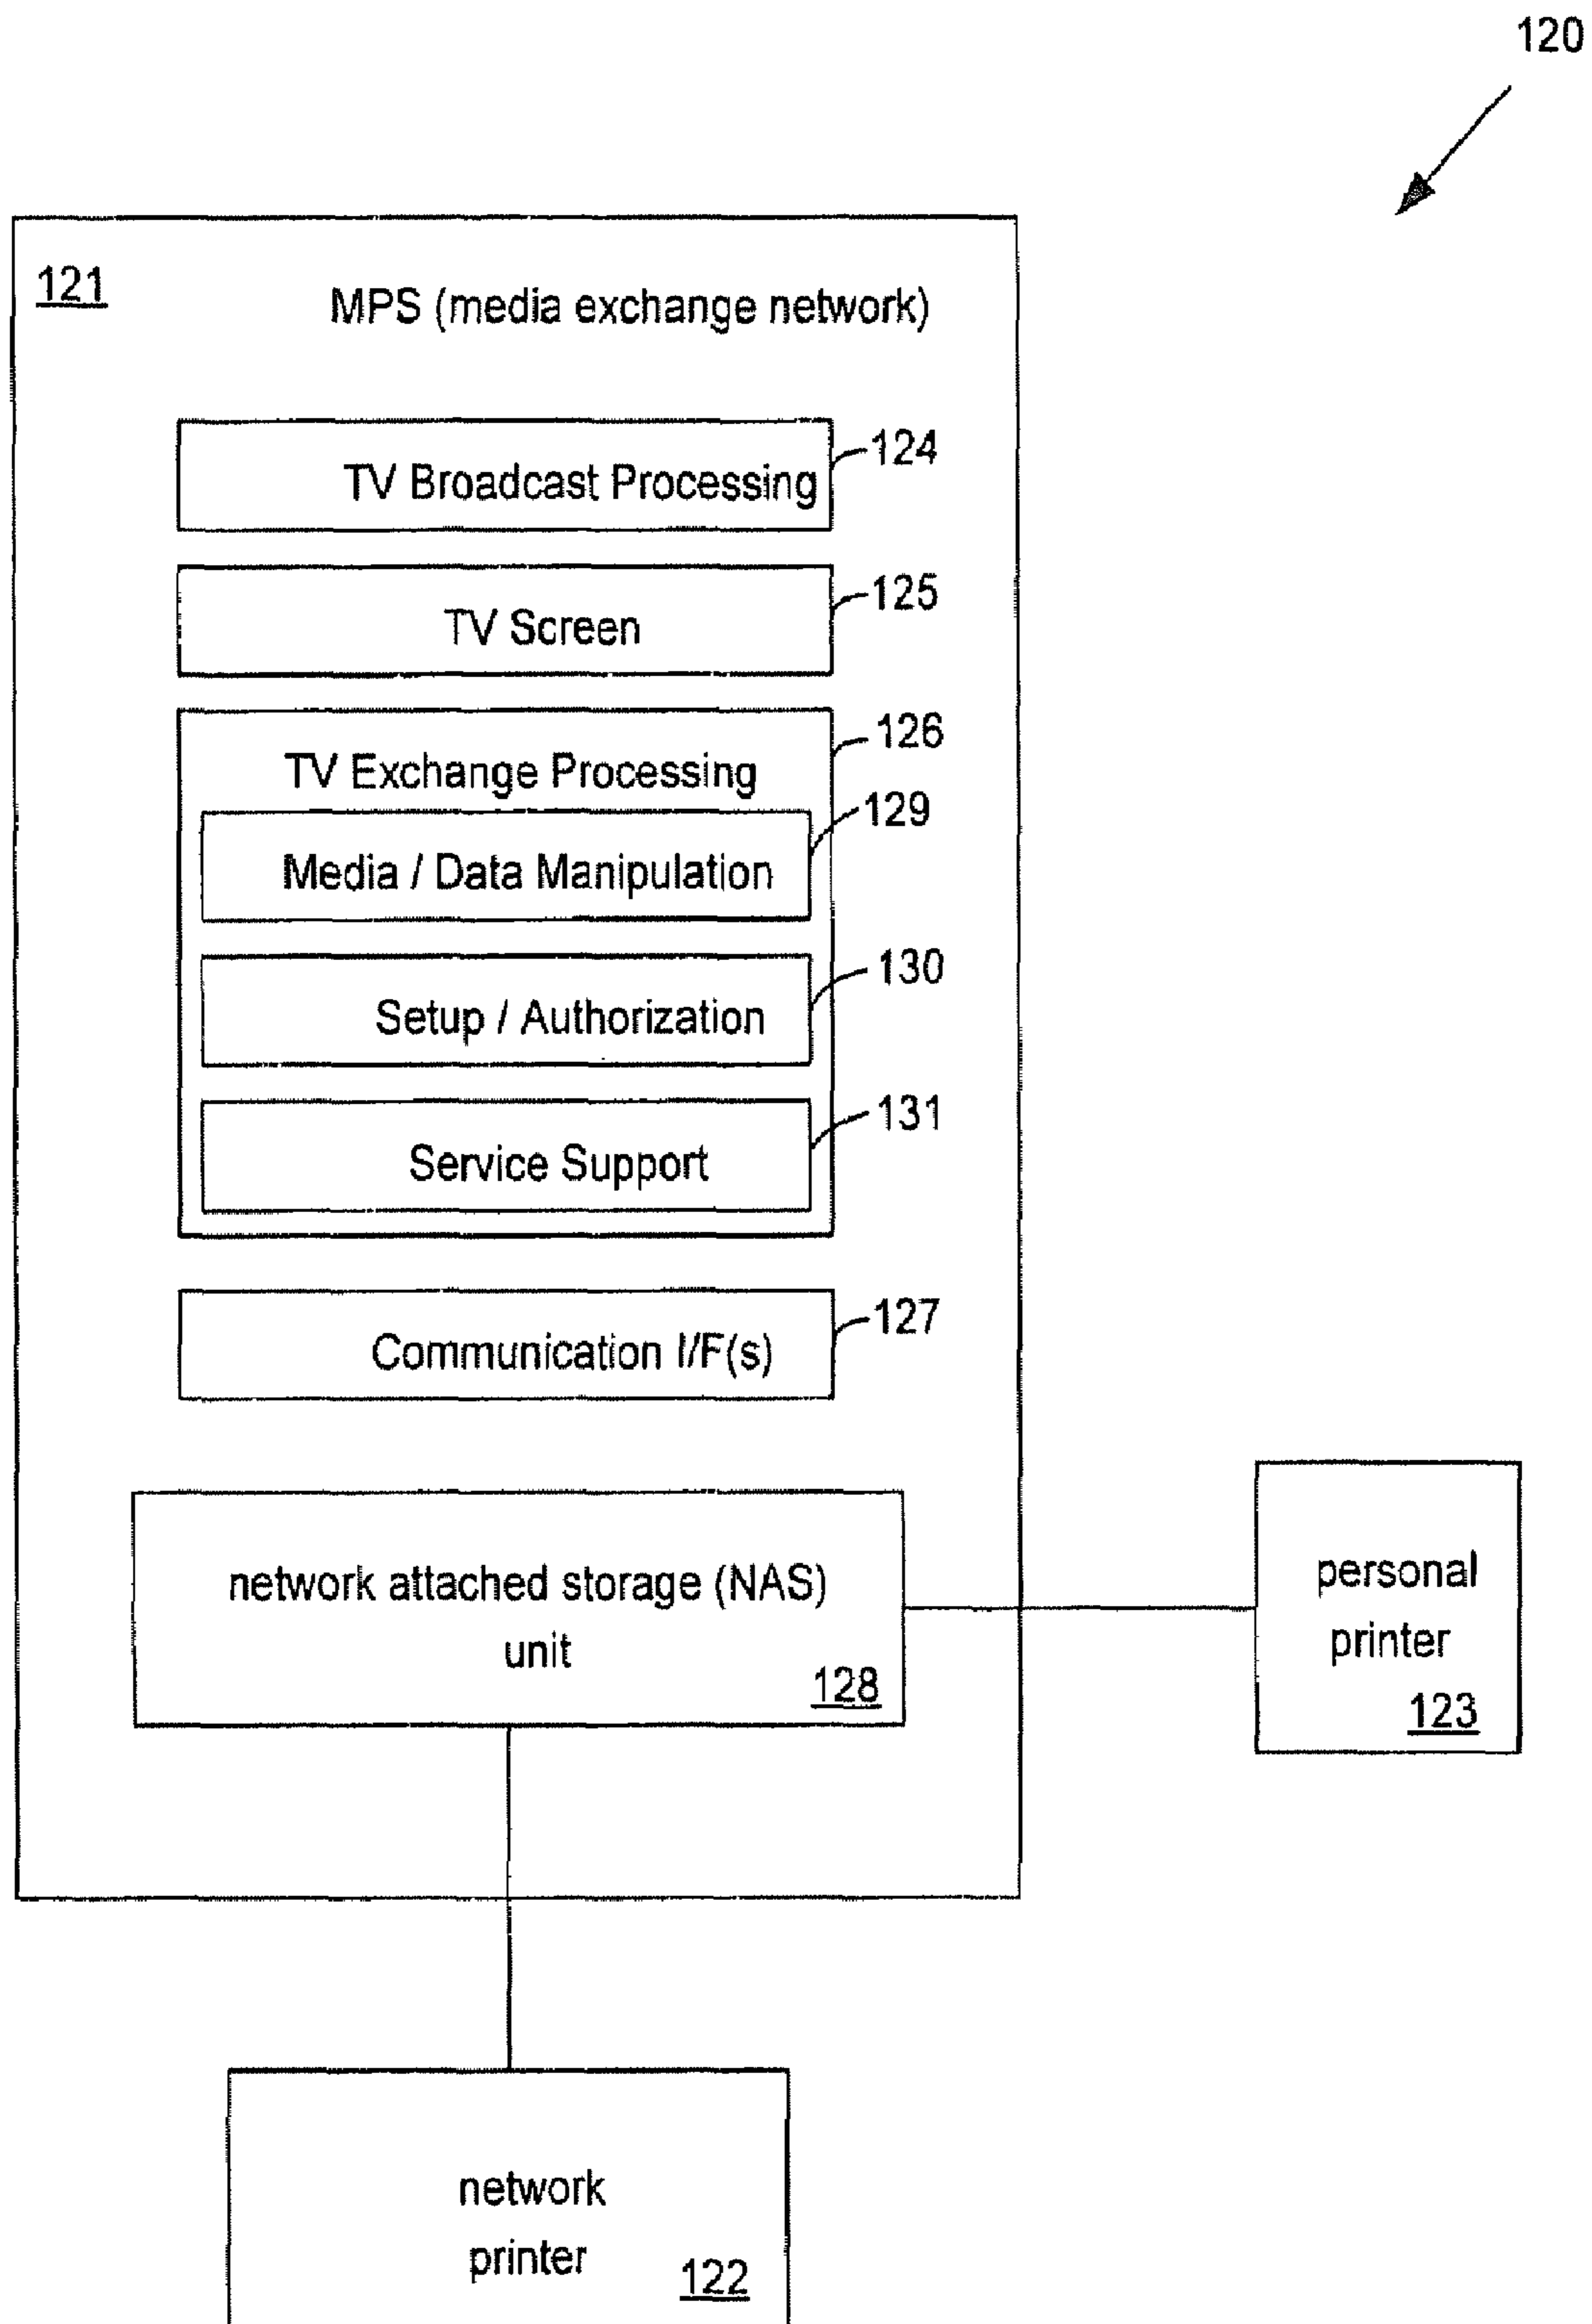 120
121
MPS (media exchange network)
124
TV Broadcast Processing
125
TV Screen
126
TV Exchange Processing
129
Media / Data Manipulation
130
Setup / Authorization
131
Service Support
127
Communication I/F(s)
network attached storage (NAS)
unit
128
personal
printer
123
network
printer
122